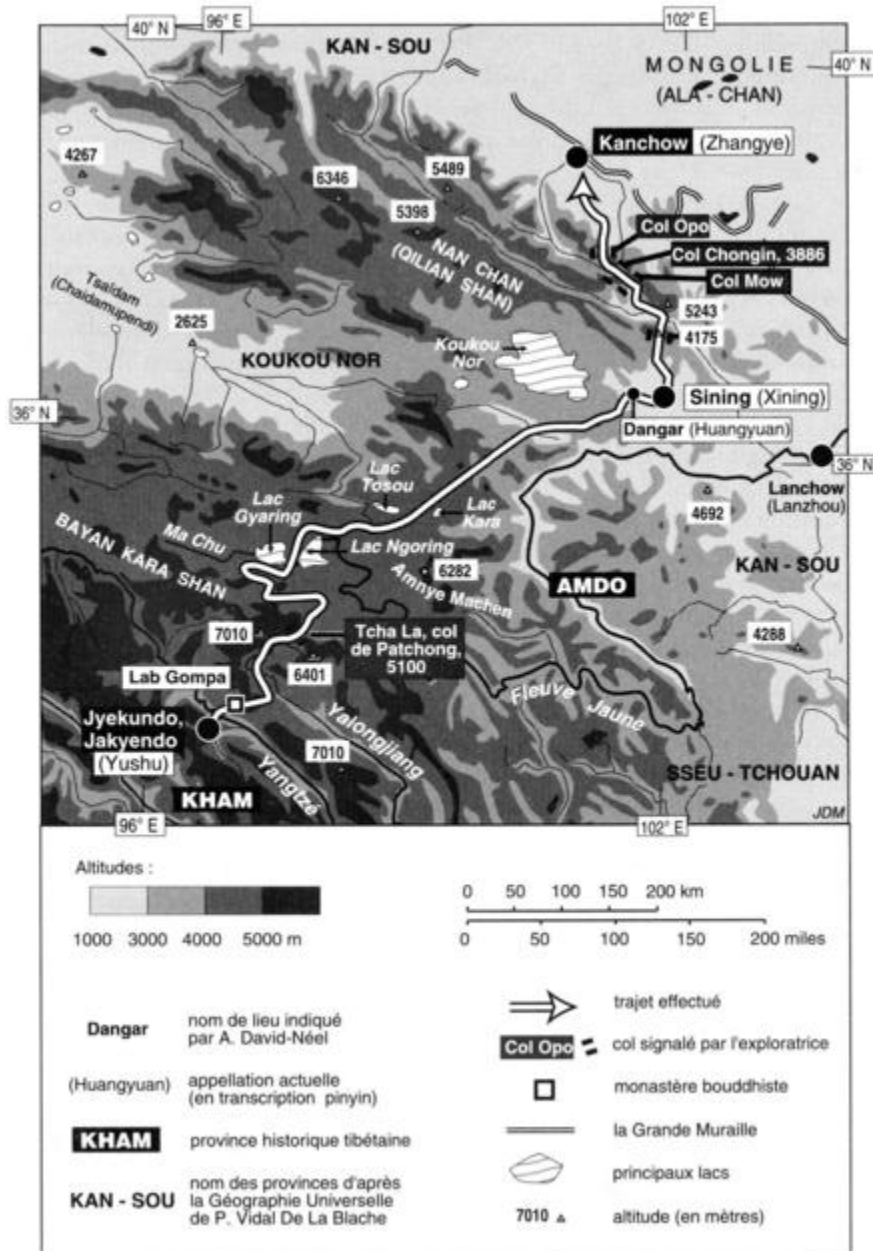 96° E
102° E
40° N
KAN - SOU
MONGOLIE
40° N
(ALA - CHAN)
Kanchow (Zhangye)
4267
5489
6346
5398
Col Opo
NAN CHAN
(QILIAN SHAN)
Col Chongin, 3886
Col Mow
Tsaïdam
(Chaidamupendi)
5243
2625
4175
Koukou
Nor
KOUKOU NOR
36° N
Sining (Xining)
Dangar (Huangyuan)
36° N
Lac
Tosou
Lanchow
(Lanzhou)
Lac
Gyaring
Lac
Kara
4692
Ma Chu
Lac Ngoring
BAYAN KARA SHAN
6282
KAN - SOU
Amnye Machen
AMDO
7010
Tcha La, col
de Patchong,
5100
4288
6401
Lab Gompa
Fleuve Jaune
Jyekundo,
Jakyendo
(Yushu)
Yalongjiang
7010
Yangtzé
SSEU - TCHOUAN
KHAM
JDM
96° E
102° E
Altitudes :
1000 3000 4000 5000 m
0 50 100 150 200 km
0 50 100 150 200 miles
Dangar
nom de lieu indiqué
par A. David-Néel
(Huangyuan)
appellation actuelle
(en transcription pinyin)
KHAM
province historique tibétaine
KAN - SOU
nom des provinces d'après
la Géographie Universelle
de P. Vidal De La Blache
trajet effectué
Col Opo
col signalé par l'exploratrice
monastère bouddhiste
la Grande Muraille
principaux lacs
7010
altitude (en mètres)